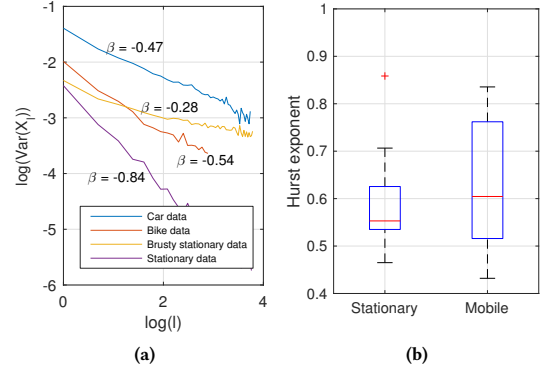 -1
-2
-3
-4
-5
-6
0
2
4
log(Var(X_l))
log(l)
β = -0.47
β = -0.28
β = -0.54
β = -0.84
Car data
Bike data
Brusty stationary data
Stationary data
(a)
1
0.9
0.8
0.7
0.6
0.5
0.4
Hurst exponent
Stationary
Mobile
(b)